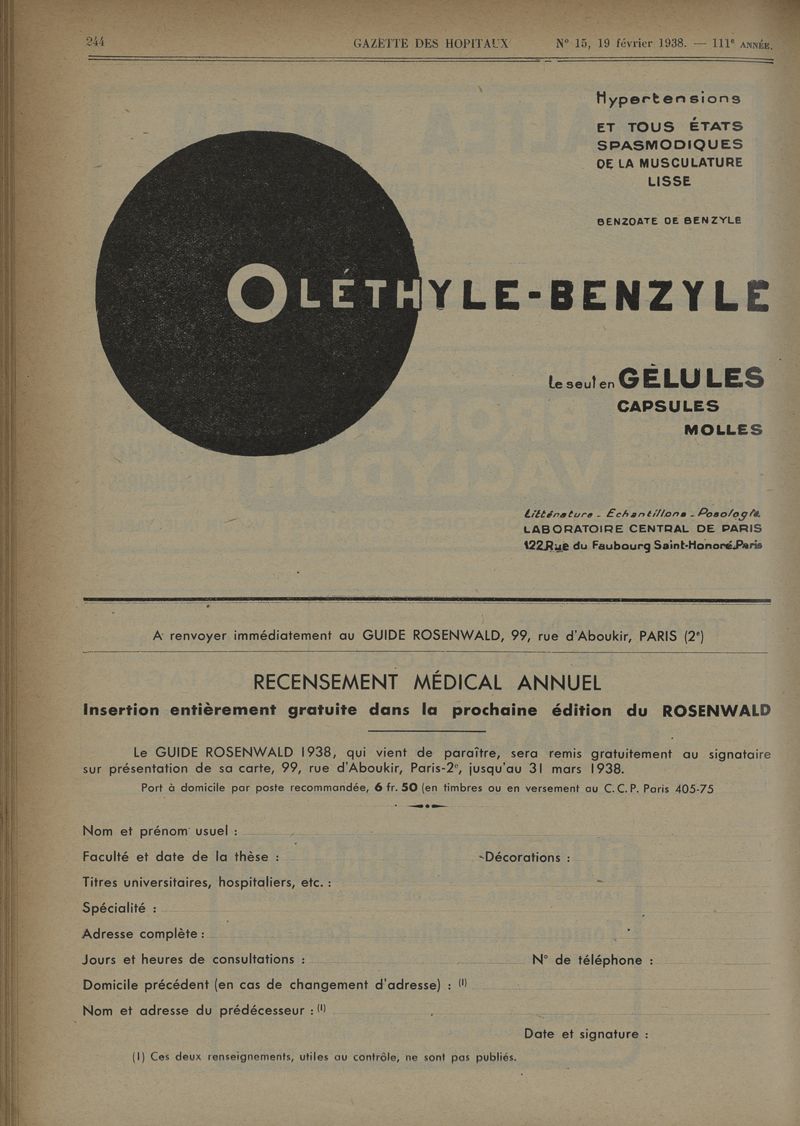 244 GAZETTE DES HOPITAUX N° 15, 19 février 1938. — 111e ANNÉE.
Hypertensions
ET TOUS ÉTATS
SPASMODIQUES
DE LA MUSCULATURE
LISSE
BENZOATE DE BENZYLE
OLÉTHYLE-BENZYLE
Le seul en GÉLULES
CAPSULES
MOLLES
Littérature - Echantillons - Posologie.
LABORATOIRE CENTRAL DE PARIS
122 Rue du Faubourg Saint-Honoré-Paris
A renvoyer immédiatement au GUIDE ROSENWALD, 99, rue d'Aboukir, PARIS (2e)
RECENSEMENT MÉDICAL ANNUEL
Insertion entièrement gratuite dans la prochaine édition du ROSENWALD
Le GUIDE ROSENWALD 1938, qui vient de paraître, sera remis gratuitement au signataire
sur présentation de sa carte, 99, rue d'Aboukir, Paris-2e, jusqu'au 31 mars 1938.
Port à domicile par poste recommandée, 6 fr. 50 (en timbres ou en versement au C.C.P. Paris 405-75
Nom et prénom usuel :
Faculté et date de la thèse : Décorations :
Titres universitaires, hospitaliers, etc. :
Spécialité :
Adresse complète :
Jours et heures de consultations : N° de téléphone :
Domicile précédent (en cas de changement d'adresse) : (1)
Nom et adresse du prédécesseur : (1)
Date et signature :
(1) Ces deux renseignements, utiles au contrôle, ne sont pas publiés.